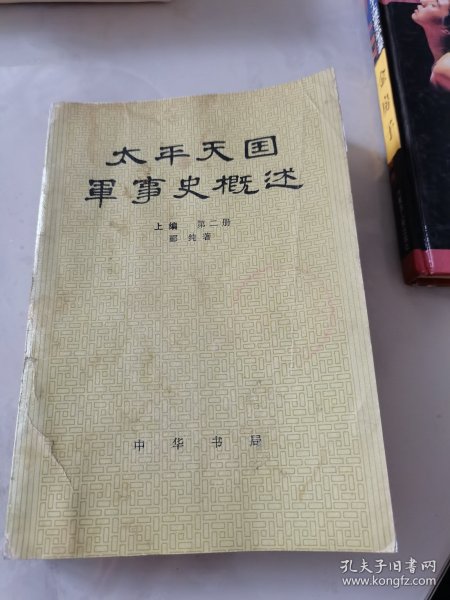 太平天国
軍事史概述
上编 第二册
郦纯著
中华书局
孔夫子旧书网
www.kongfz.com